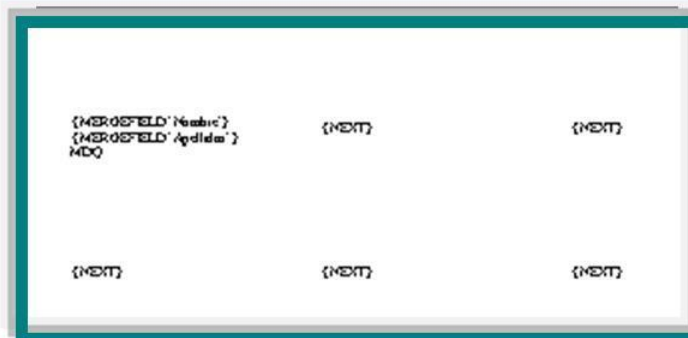 {MERGEFIELD "Nombre"}
{MERGEFIELD "Apellidos"}
{NEXT}
{NEXT}
{NEXT}
{NEXT}
{NEXT}